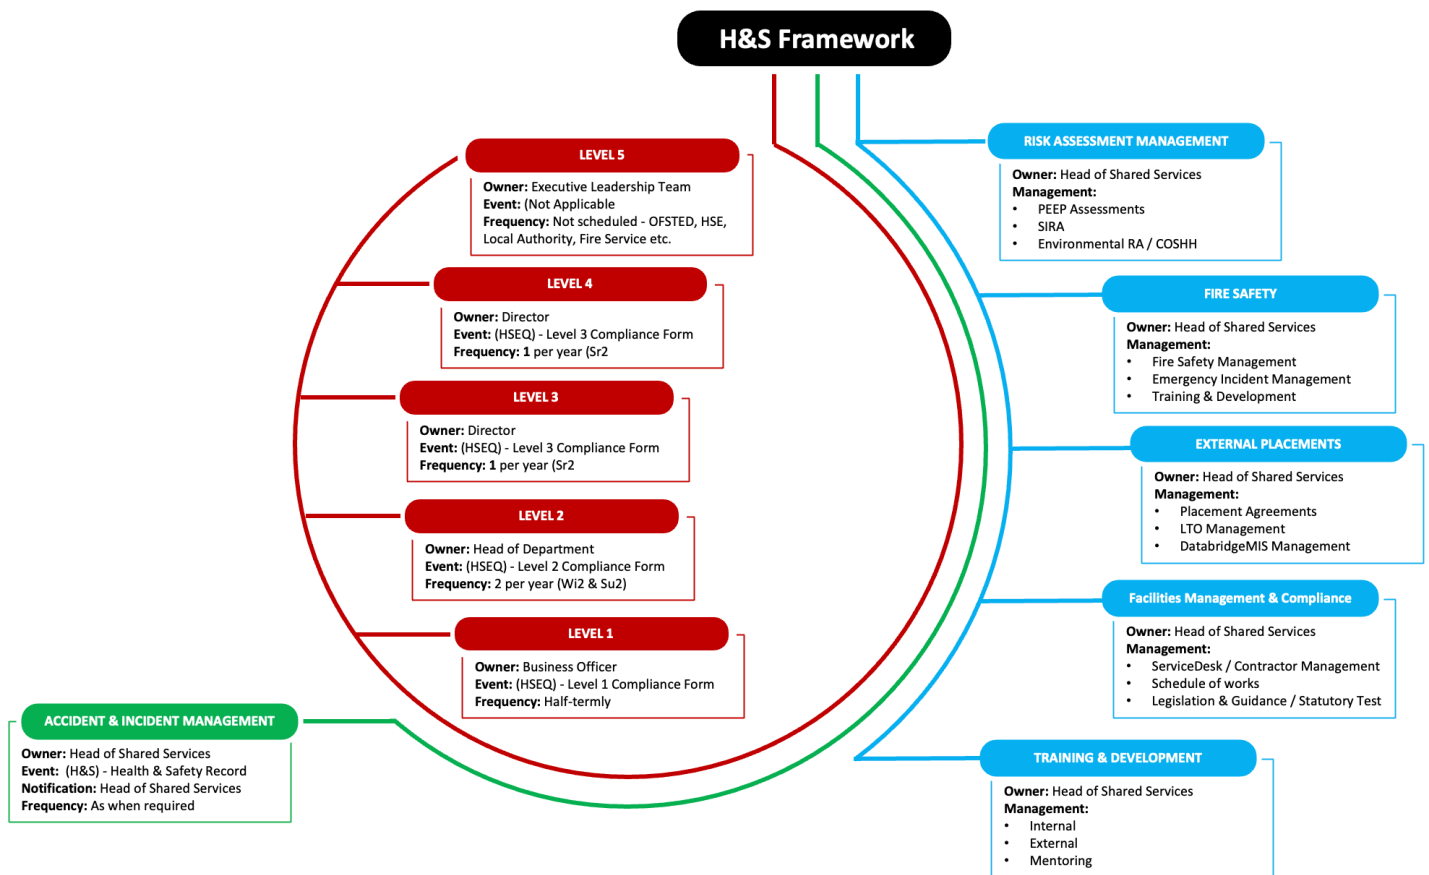 H&S Framework
LEVEL 5
Owner: Executive Leadership Team
Event: (Not Applicable
Frequency: Not scheduled - OFSTED, HSE,
Local Authority, Fire Service etc.
LEVEL 4
Owner: Director
Event: (HSEQ) - Level 3 Compliance Form
Frequency: 1 per year (Sr2
LEVEL 3
Owner: Director
Event: (HSEQ) - Level 3 Compliance Form
Frequency: 1 per year (Sr2
LEVEL 2
Owner: Head of Department
Event: (HSEQ) - Level 2 Compliance Form
Frequency: 2 per year (Wi2 & Su2)
LEVEL 1
Owner: Business Officer
Event: (HSEQ) - Level 1 Compliance Form
Frequency: Half-termly
ACCIDENT & INCIDENT MANAGEMENT
Owner: Head of Shared Services
Event: (H&S) - Health & Safety Record
Notification: Head of Shared Services
Frequency: As when required
RISK ASSESSMENT MANAGEMENT
Owner: Head of Shared Services
Management:
• PEEP Assessments
• SIRA
• Environmental RA / COSHH
FIRE SAFETY
Owner: Head of Shared Services
Management:
• Fire Safety Management
• Emergency Incident Management
• Training & Development
EXTERNAL PLACEMENTS
Owner: Head of Shared Services
Management:
• Placement Agreements
• LTO Management
• DatabridgeMIS Management
Facilities Management & Compliance
Owner: Head of Shared Services
Management:
• ServiceDesk / Contractor Management
• Schedule of works
• Legislation & Guidance / Statutory Test
TRAINING & DEVELOPMENT
Owner: Head of Shared Services
Management:
• Internal
• External
• Mentoring